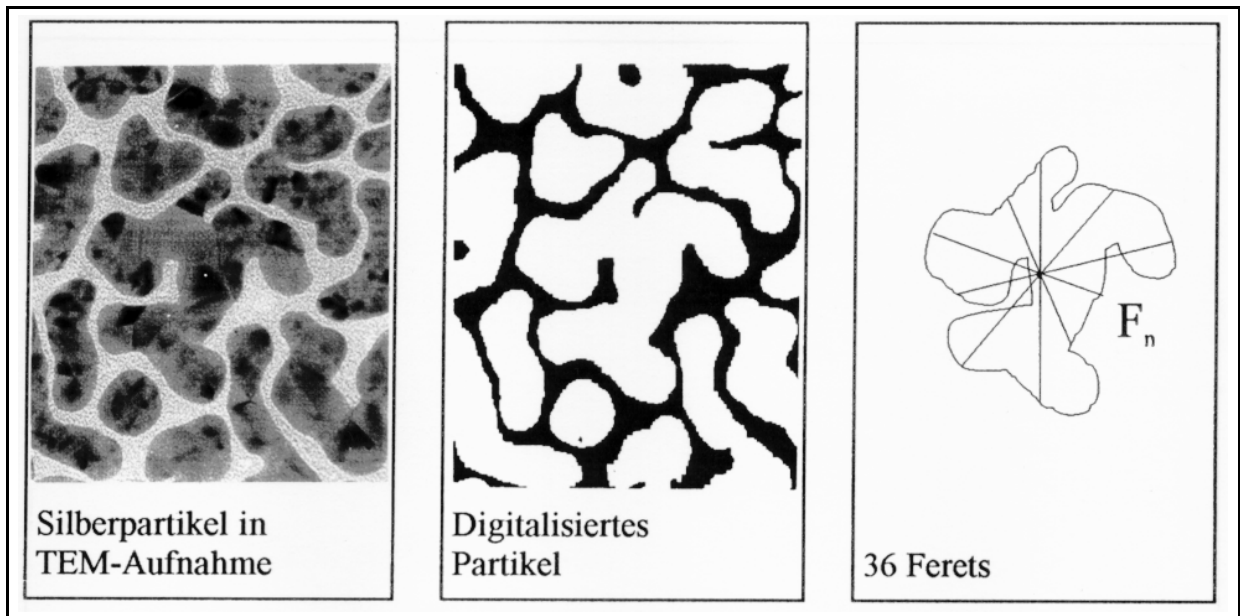 Silberpartikel in
TEM-Aufnahme
Digitalisiertes
Partikel
F n
36 Ferets